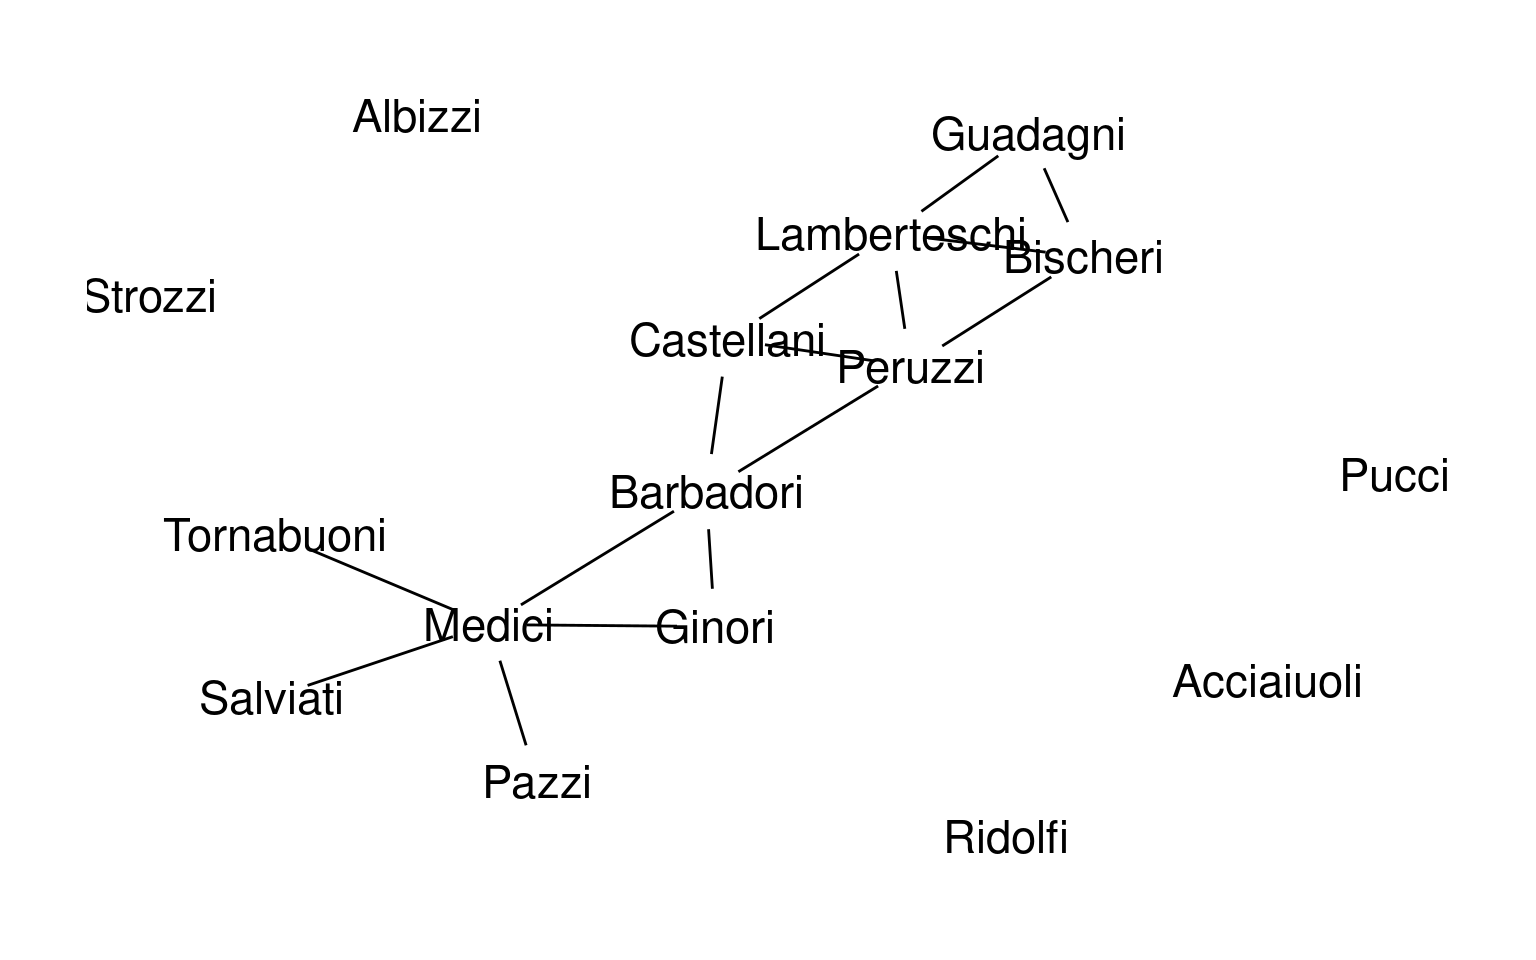 Albizzi
Guadagni
Lamberteschi
Bischeri
Strozzi
Castellani
Peruzzi
Pucci
Barbadori
Tornabuoni
Medici
Ginori
Acciaiuoli
Salviati
Pazzi
Ridolfi